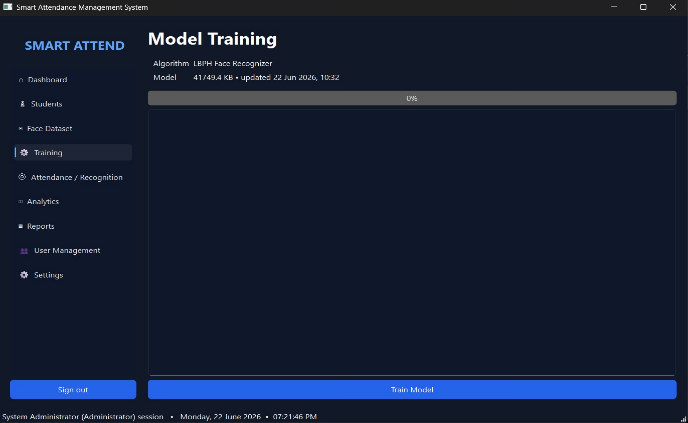 Smart Attendance Management System
SMART ATTEND
Dashboard
Students
Face Dataset
Training
Attendance / Recognition
Analytics
Reports
User Management
Settings
Sign out
Model Training
Algorithm LBPH Face Recognizer
Model 41749.4 KB • updated 22 Jun 2026, 10:32
0%
Train Model
System Administrator (Administrator) session • Monday, 22 June 2026 • 07:21:46 PM